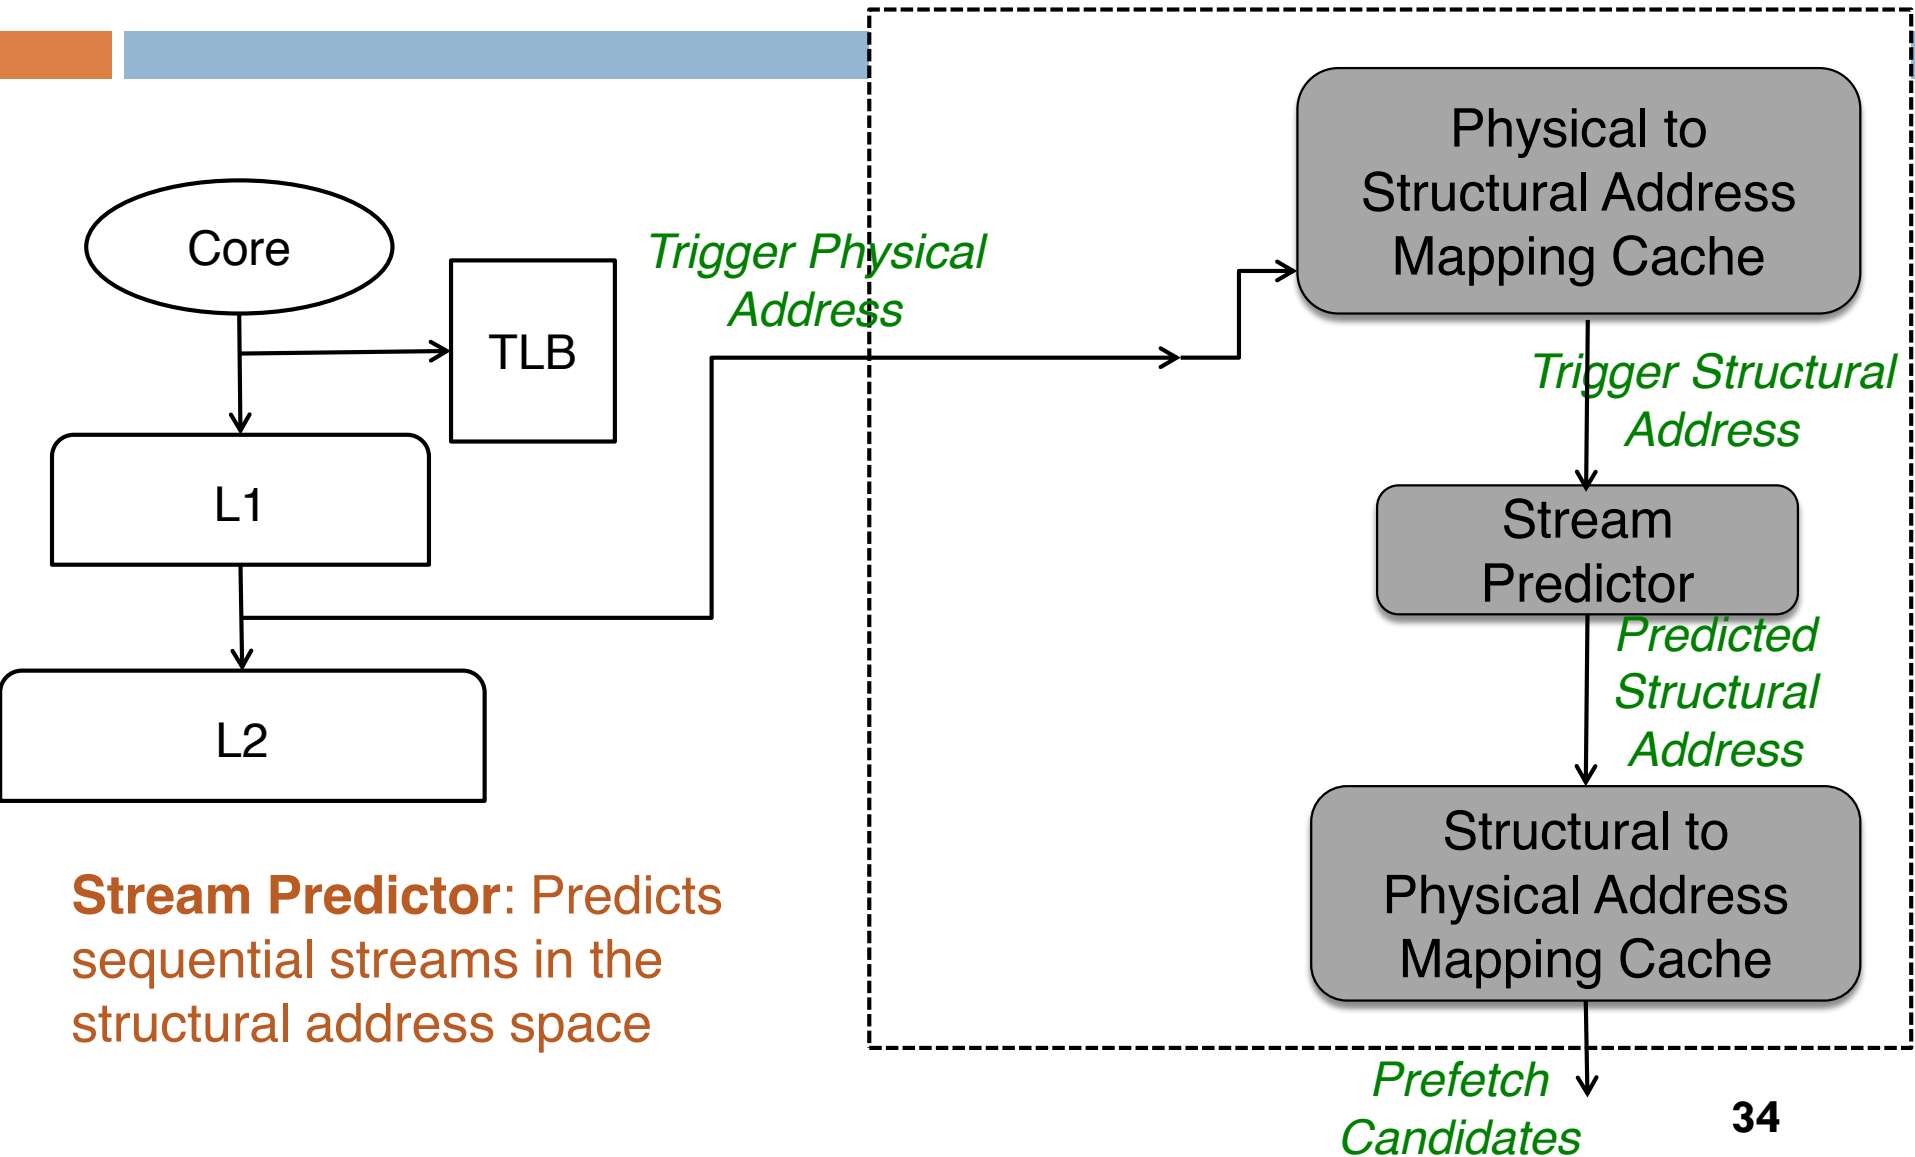 Core
TLB
L1
L2
Trigger Physical
Address
Physical to
Structural Address
Mapping Cache
Trigger Structural
Address
Stream
Predictor
Predicted
Structural
Address
Structural to
Physical Address
Mapping Cache
Prefetch
Candidates
Stream Predictor: Predicts
sequential streams in the
structural address space
34